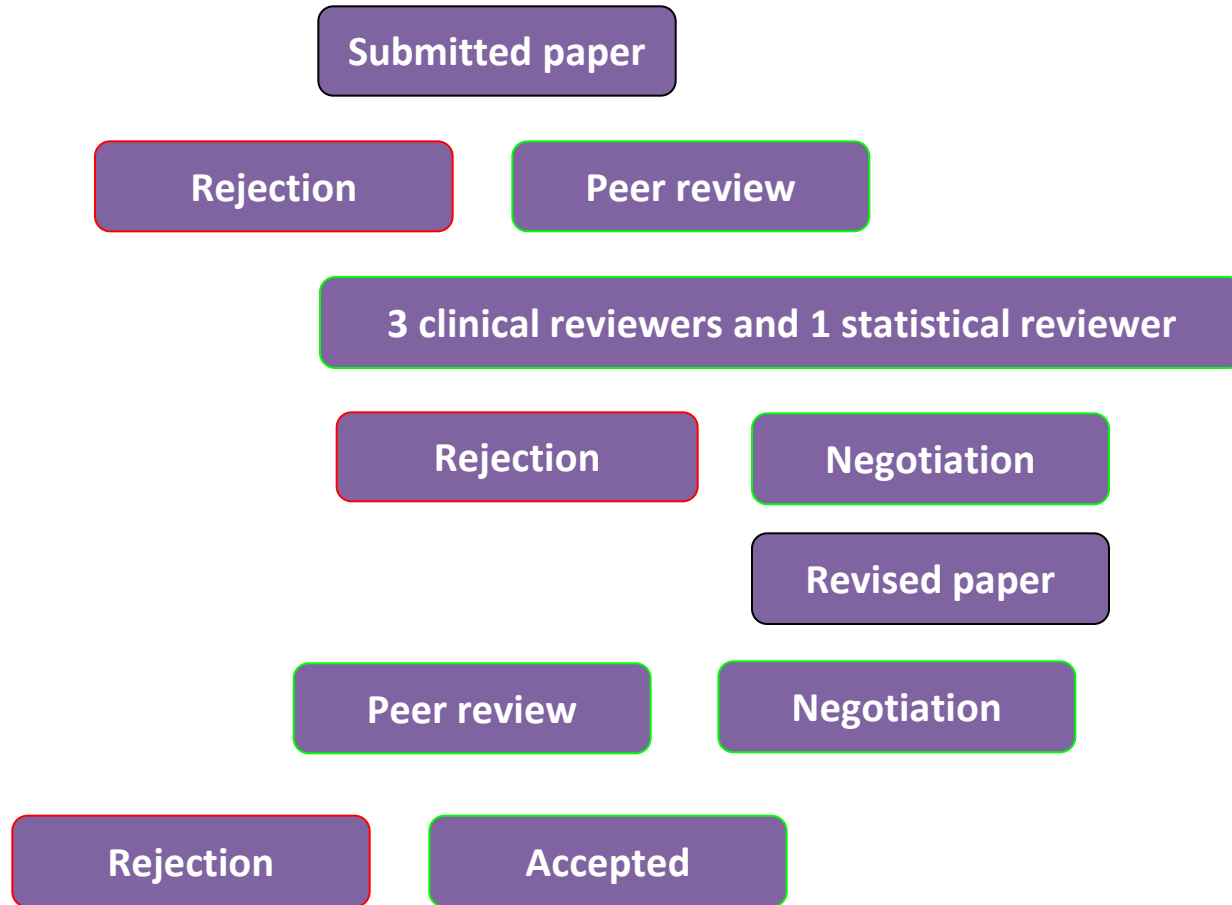 Submitted paper
Rejection
Peer review
3 clinical reviewers and 1 statistical reviewer
Rejection
Negotiation
Revised paper
Peer review
Negotiation
Rejection
Accepted